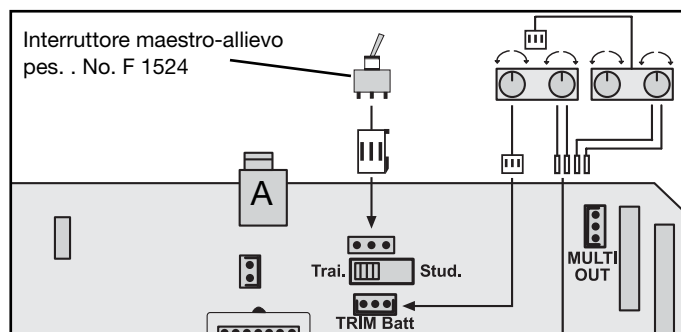 Interruttore maestro-allievo
pes. . No. F 1524
A
Trai.
Stud.
MULTI
OUT
TRIM Batt